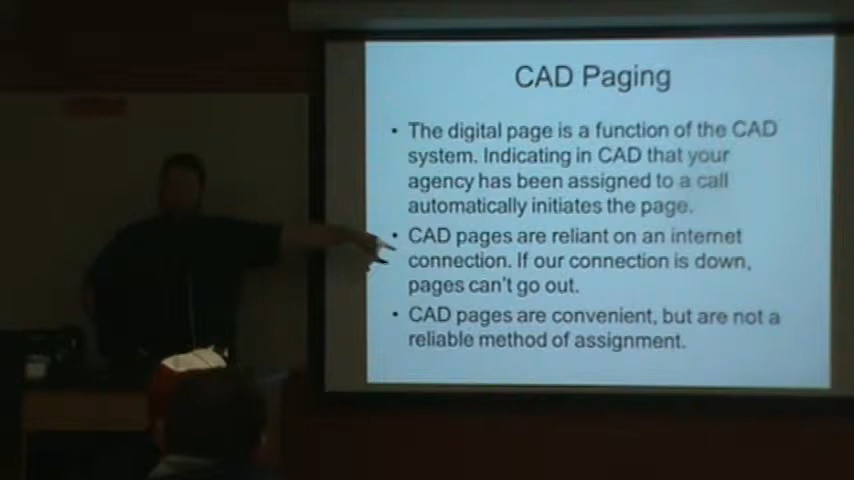 CAD Paging
• The digital page is a function of the CAD
system. Indicating in CAD that your
agency has been assigned to a call
automatically initiates the page.
• CAD pages are reliant on an internet
connection. If our connection is down,
pages can't go out.
• CAD pages are convenient, but are not a
reliable method of assignment.